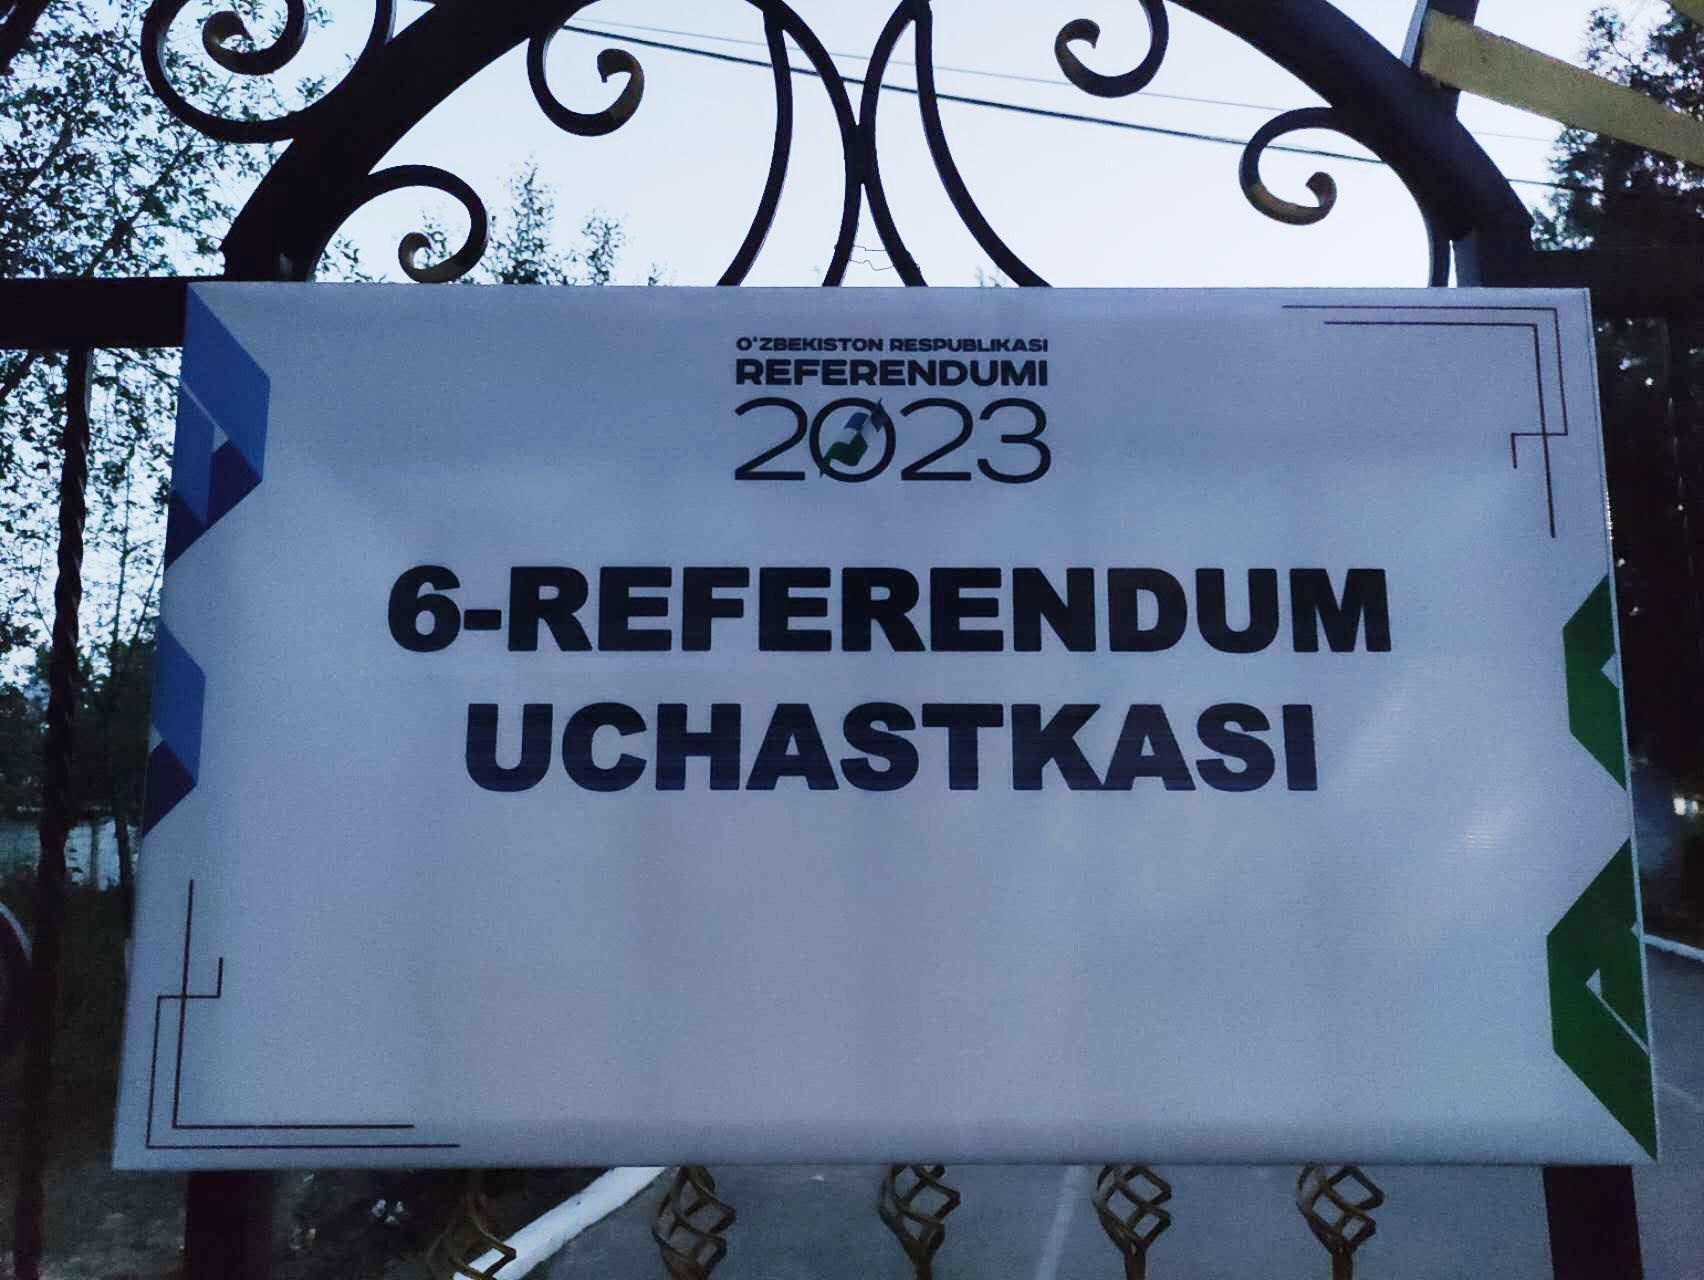 O‘ZBEKISTON RESPUBLIKASI
REFERENDUMI
2023
6-REFERENDUM
UCHASTKASI